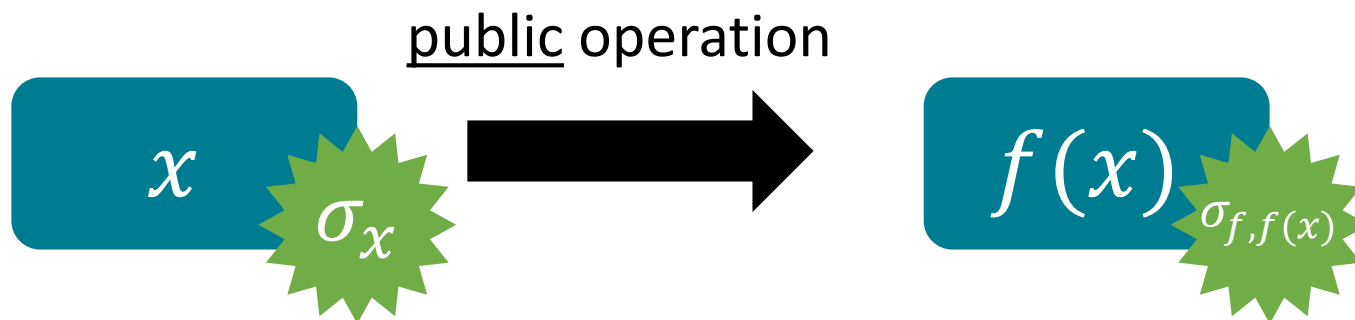 public operation
x
σ_x
f(x)
σ_{f,f(x)}